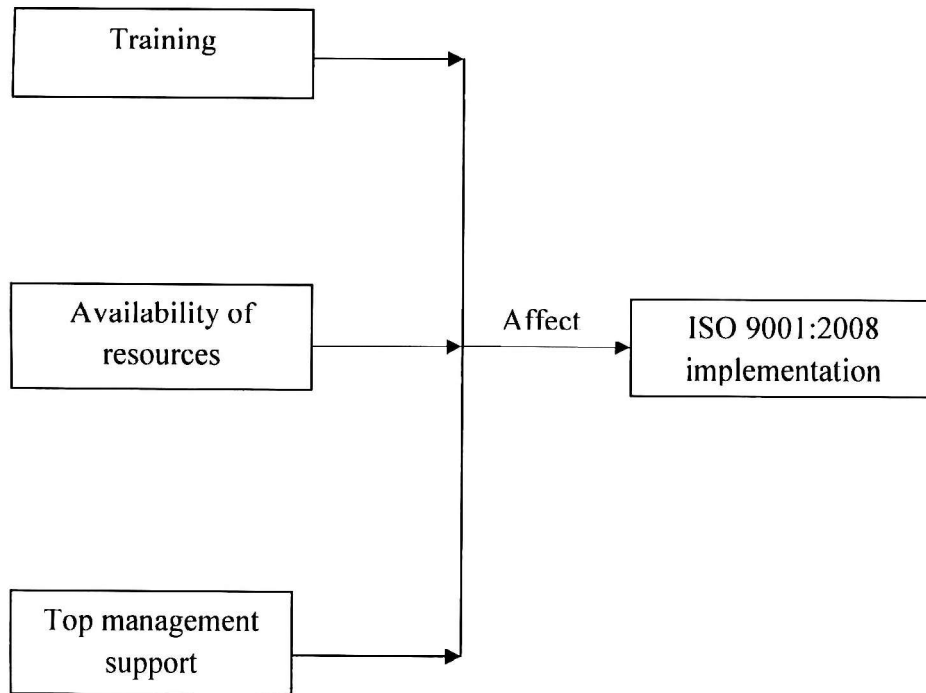 Training
Availability of
resources
Affect
ISO 9001:2008
implementation
Top management
support